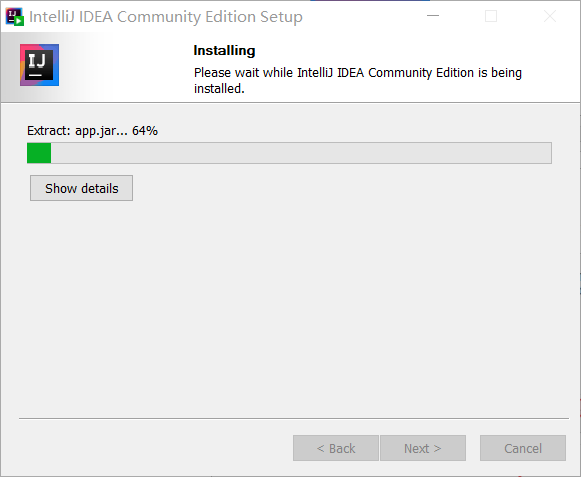 IntelliJ IDEA Community Edition Setup
IJ
Installing
Please wait while IntelliJ IDEA Community Edition is being
installed.
Extract: app.jar... 64%
Show details
< Back
Next >
Cancel